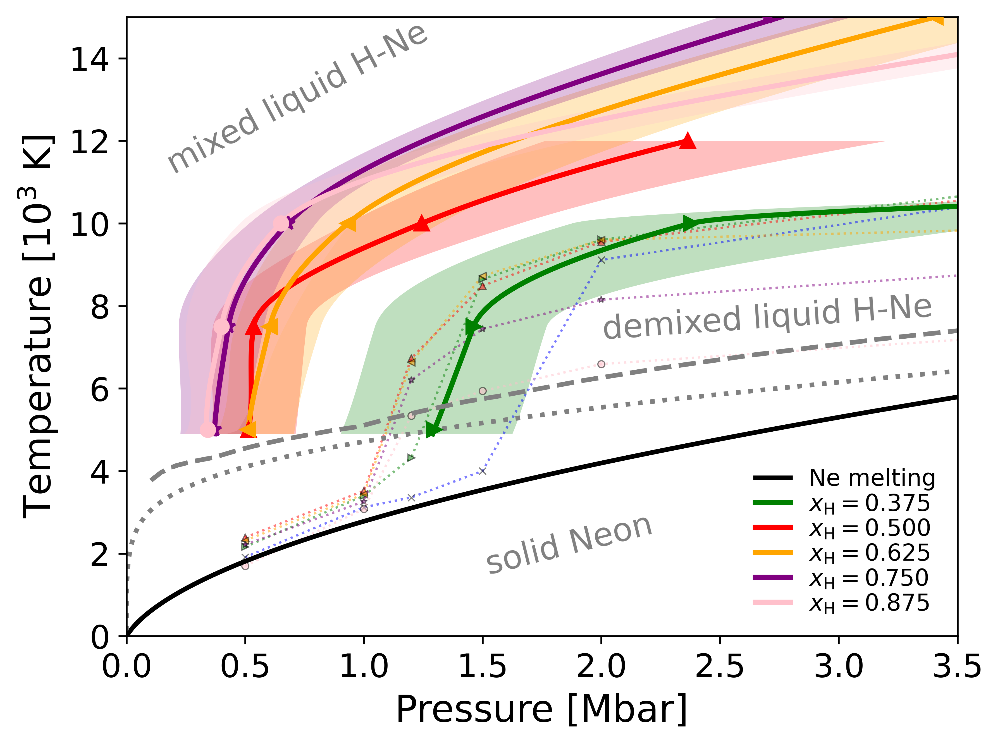 mixed liquid H-Ne
demixed liquid H-Ne
solid Neon
Temperature [10³ K]
14
12
10
8
6
4
2
0
0.0 0.5 1.0 1.5 2.0 2.5 3.0 3.5
Pressure [Mbar]
Ne melting
x_H = 0.375
x_H = 0.500
x_H = 0.625
x_H = 0.750
x_H = 0.875